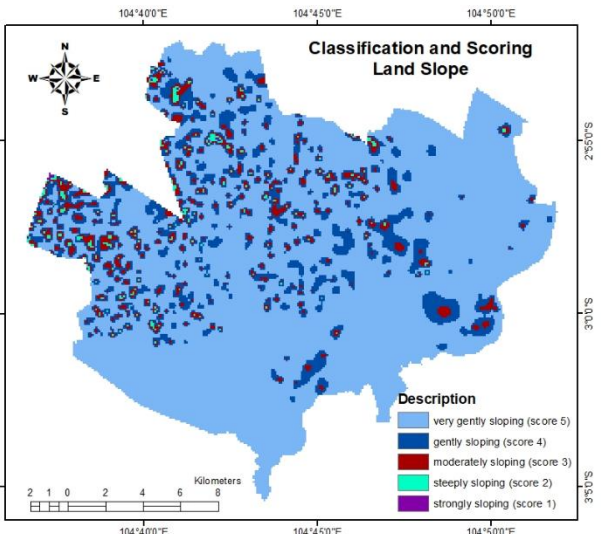 104°40'0"E 104°45'0"E 104°50'0"E
Classification and Scoring
Land Slope
N
W E
S
2°55'0"S
3°0'0"S
3°5'0"S
Description
very gently sloping (score 5)
gently sloping (score 4)
moderately sloping (score 3)
steeply sloping (score 2)
strongly sloping (score 1)
Kilometers
2 1 0 2 4 6 8
104°40'0"E 104°45'0"E 104°50'0"E